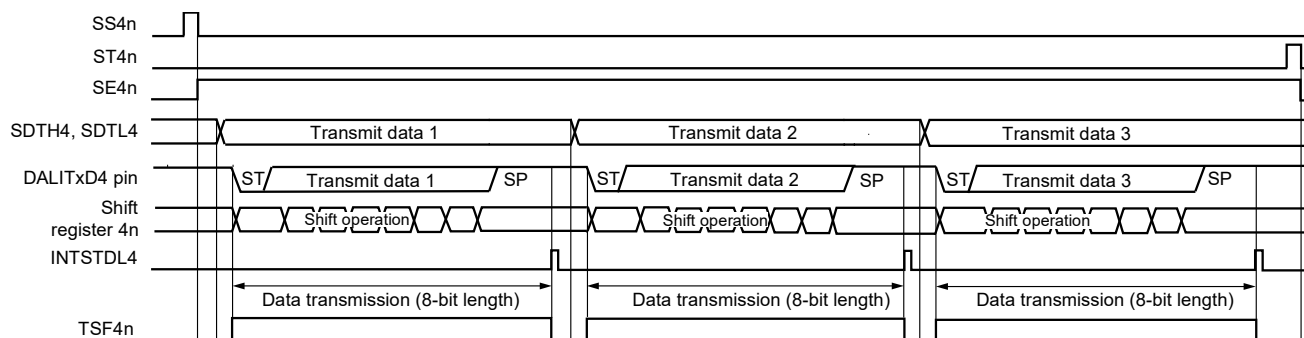 SS4n
ST4n
SE4n
SDTH4, SDTL4 Transmit data 1 Transmit data 2 Transmit data 3
DALITxD4 pin ST Transmit data 1 SP ST Transmit data 2 SP ST Transmit data 3 SP
Shift
register 4n Shift operation Shift operation Shift operation
INTSTDL4
Data transmission (8-bit length) Data transmission (8-bit length) Data transmission (8-bit length)
TSF4n